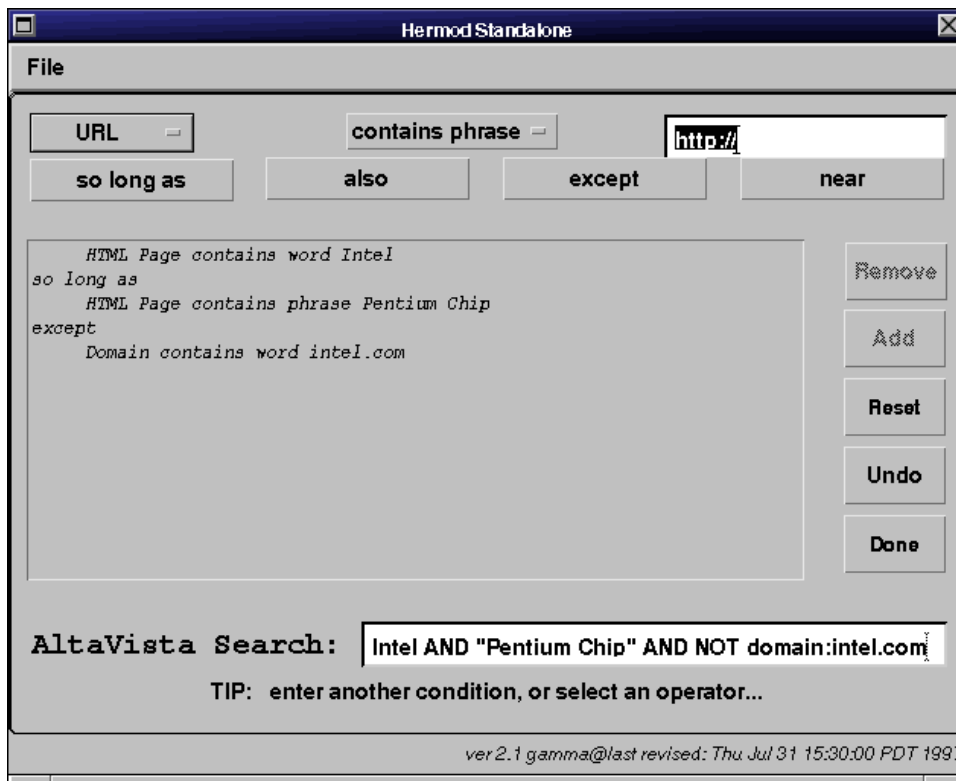 Hermod Standalone
File
URL contains phrase http://
so long as also except near
HTML Page contains word Intel
so long as
HTML Page contains phrase Pentium Chip
except
Domain contains word intel.com
Remove
Add
Reset
Undo
Done
AltaVista Search: Intel AND "Pentium Chip" AND NOT domain:intel.com
TIP: enter another condition, or select an operator...
ver 2.1 gamma@last revised: Thu Jul 31 15:30:00 PDT 199